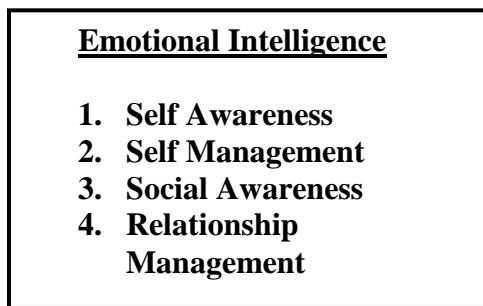 Emotional Intelligence
1. Self Awareness
2. Self Management
3. Social Awareness
4. Relationship
Management